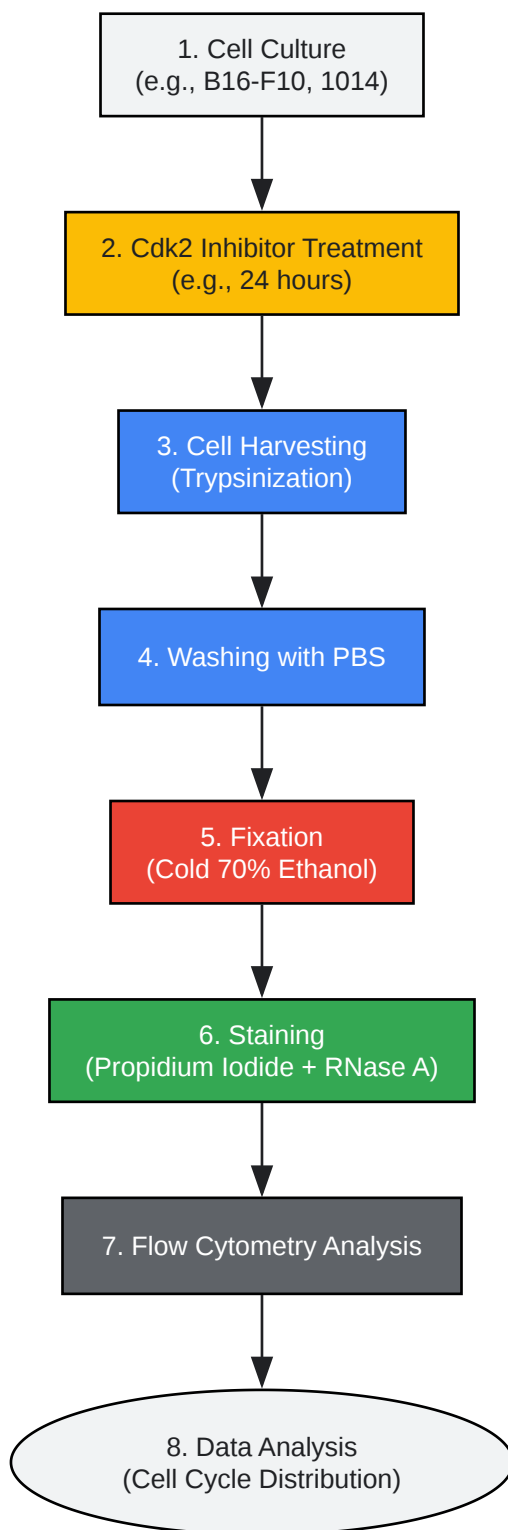 1. Cell Culture
(e.g., B16-F10, 1014)
2. Cdk2 Inhibitor Treatment
(e.g., 24 hours)
3. Cell Harvesting
(Trypsinization)
4. Washing with PBS
5. Fixation
(Cold 70% Ethanol)
6. Staining
(Propidium Iodide + RNase A)
7. Flow Cytometry Analysis
8. Data Analysis
(Cell Cycle Distribution)